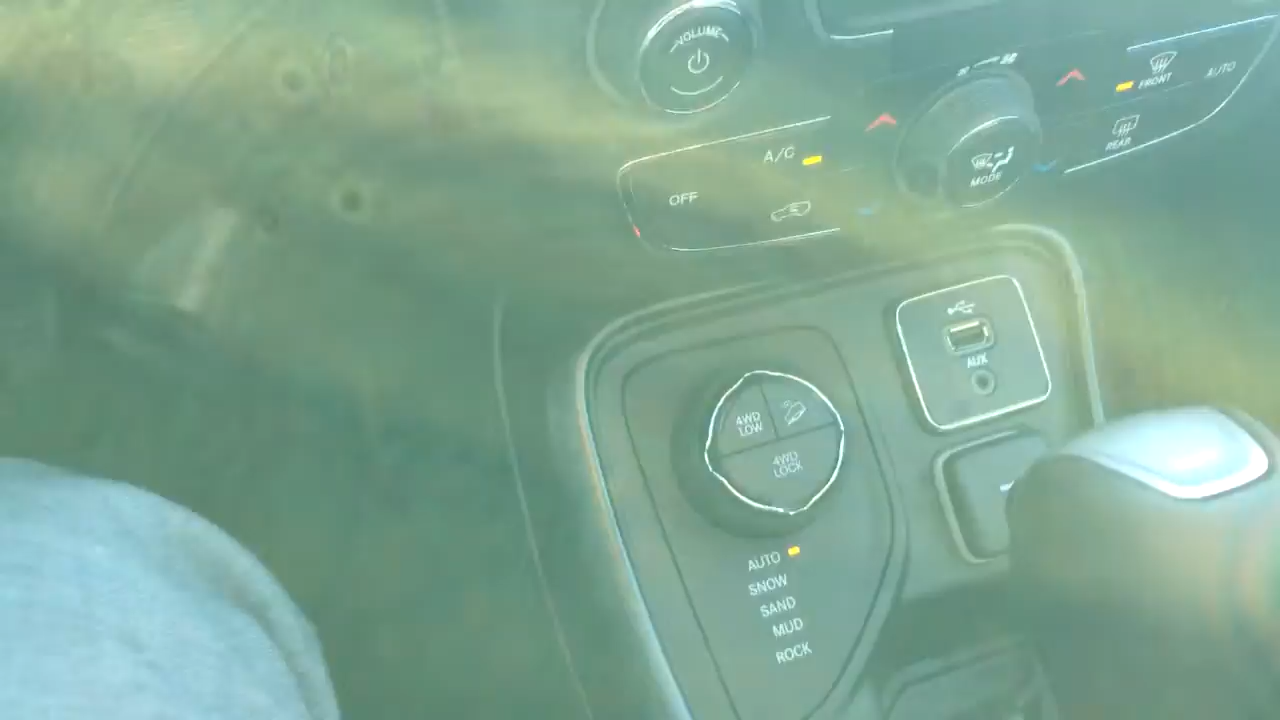 VOLUME
FRONT
AUTO
A/C
REAR
OFF
MODE
AUX
4WD
LOW
4WD
LOCK
AUTO
SNOW
SAND
MUD
ROCK